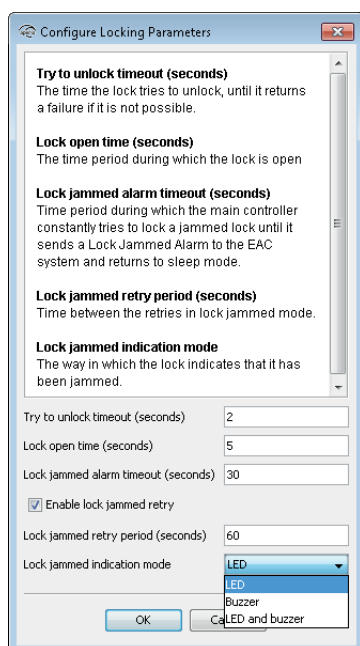 Configure Locking Parameters
Try to unlock timeout (seconds)
The time the lock tries to unlock, until it returns
a failure if it is not possible.
Lock open time (seconds)
The time period during which the lock is open
Lock jammed alarm timeout (seconds)
Time period during which the main controller
constantly tries to lock a jammed lock until it
sends a Lock Jammed Alarm to the EAC
system and returns to sleep mode.
Lock jammed retry period (seconds)
Time between the retries in lock jammed mode.
Lock jammed indication mode
The way in which the lock indicates that it has
been jammed.
Try to unlock timeout (seconds) 2
Lock open time (seconds) 5
Lock jammed alarm timeout (seconds) 30
Enable lock jammed retry
Lock jammed retry period (seconds) 60
Lock jammed indication mode LED
LED
Buzzer
LED and buzzer
OK